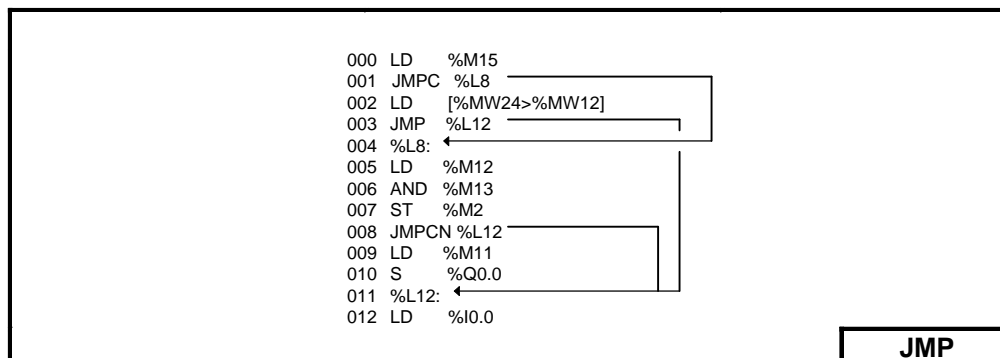 000 LD %M15
001 JMPC %L8
002 LD [%MW24>%MW12]
003 JMP %L12
004 %L8:
005 LD %M12
006 AND %M13
007 ST %M2
008 JMPCN %L12
009 LD %M11
010 S %Q0.0
011 %L12:
012 LD %I0.0
JMP